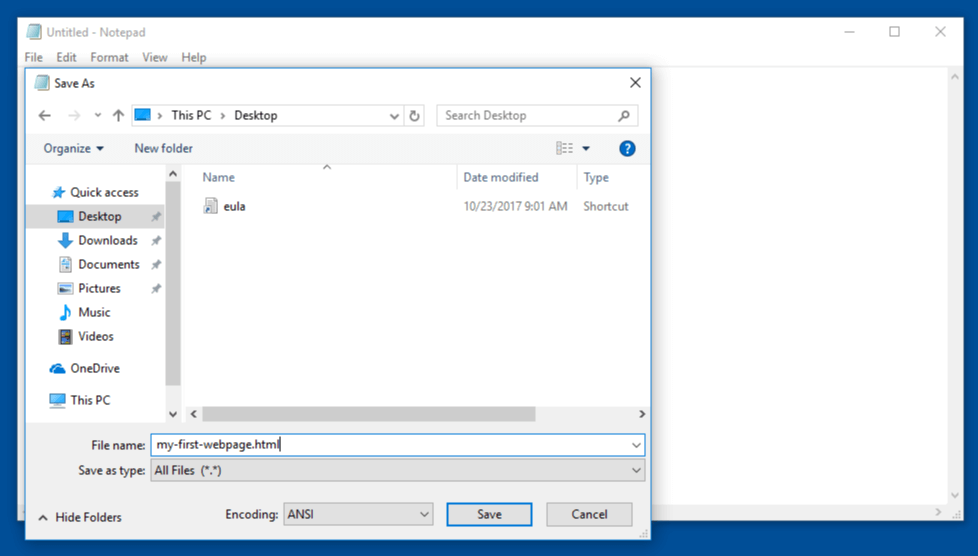 Untitled - Notepad
File Edit Format View Help
Save As
This PC > Desktop
Search Desktop
Organize New folder
Name Date modified Type
Quick access
Desktop
Downloads
Documents
Pictures
Music
Videos
OneDrive
This PC
eula 10/23/2017 9:01 AM Shortcut
File name: my-first-webpage.html
Save as type: All Files (*.*)
Hide Folders Encoding: ANSI Save Cancel